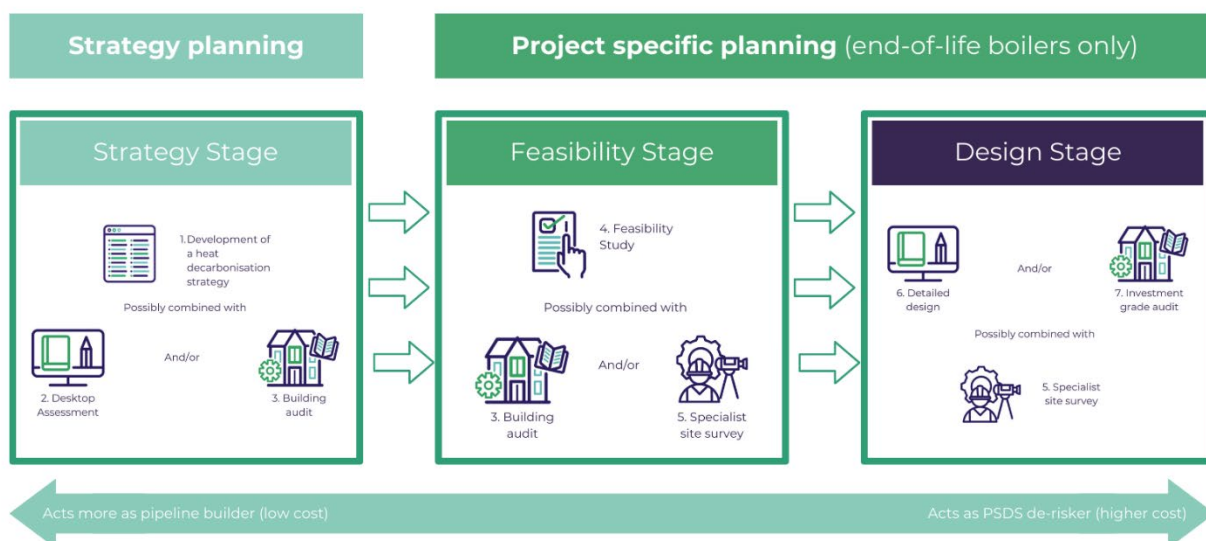 Strategy planning
Project specific planning (end-of-life boilers only)
Strategy Stage
1. Development of
a heat
decarbonisation
strategy
Possibly combined with
And/or
2. Desktop
Assessment
3. Building
audit
Feasibility Stage
4. Feasibility
Study
Possibly combined with
And/or
3. Building
audit
5. Specialist
site survey
Design Stage
And/or
6. Detailed
design
7. Investment
grade audit
Possibly combined with
5. Specialist
site survey
Acts more as pipeline builder (low cost)
Acts as PSDS de-risker (higher cost)